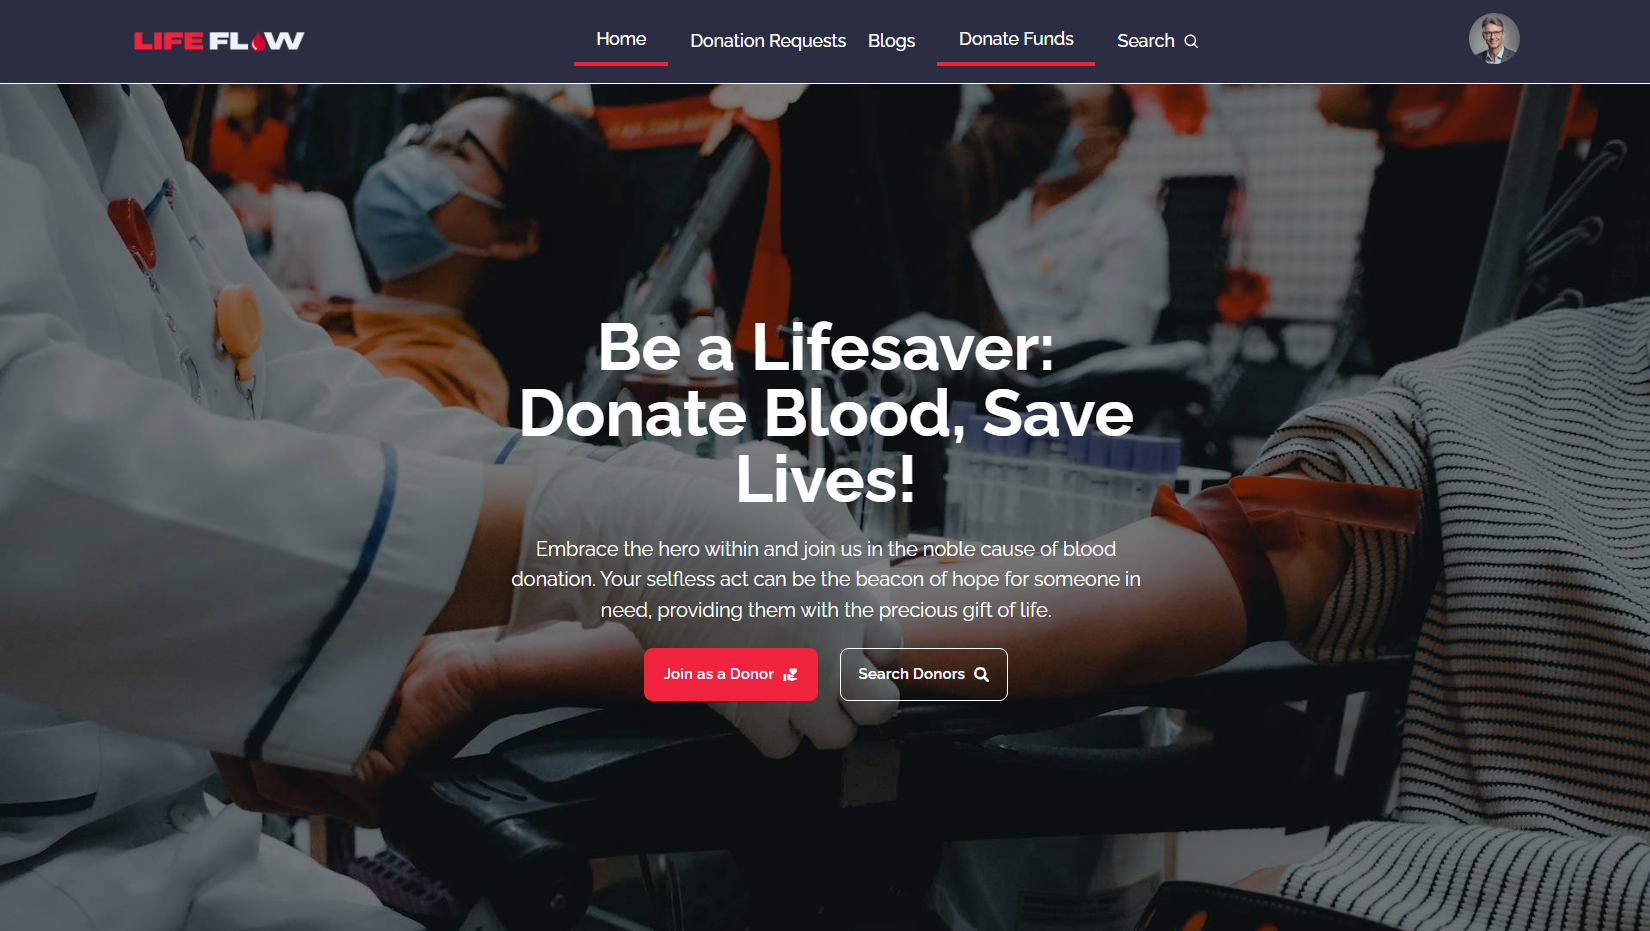 LIFE FLOW
Home
Donation Requests
Blogs
Donate Funds
Search
Be a Lifesaver:
Donate Blood, Save
Lives!
Embrace the hero within and join us in the noble cause of blood
donation. Your selfless act can be the beacon of hope for someone in
need, providing them with the precious gift of life.
Join as a Donor
Search Donors